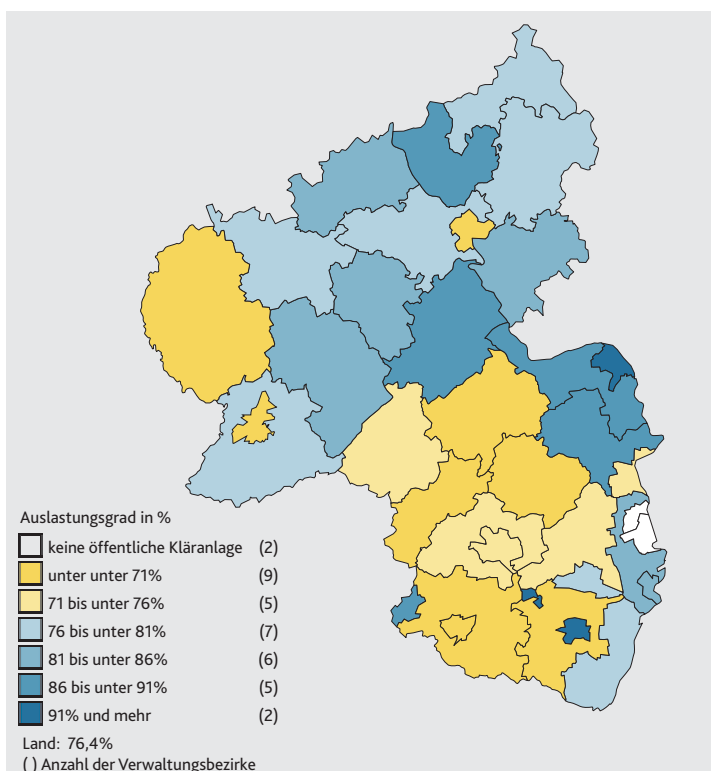 Auslastungsgrad in %
keine öffentliche Kläranlage (2)
unter unter 71% (9)
71 bis unter 76% (5)
76 bis unter 81% (7)
81 bis unter 86% (6)
86 bis unter 91% (5)
91% und mehr (2)
Land: 76,4%
( ) Anzahl der Verwaltungsbezirke